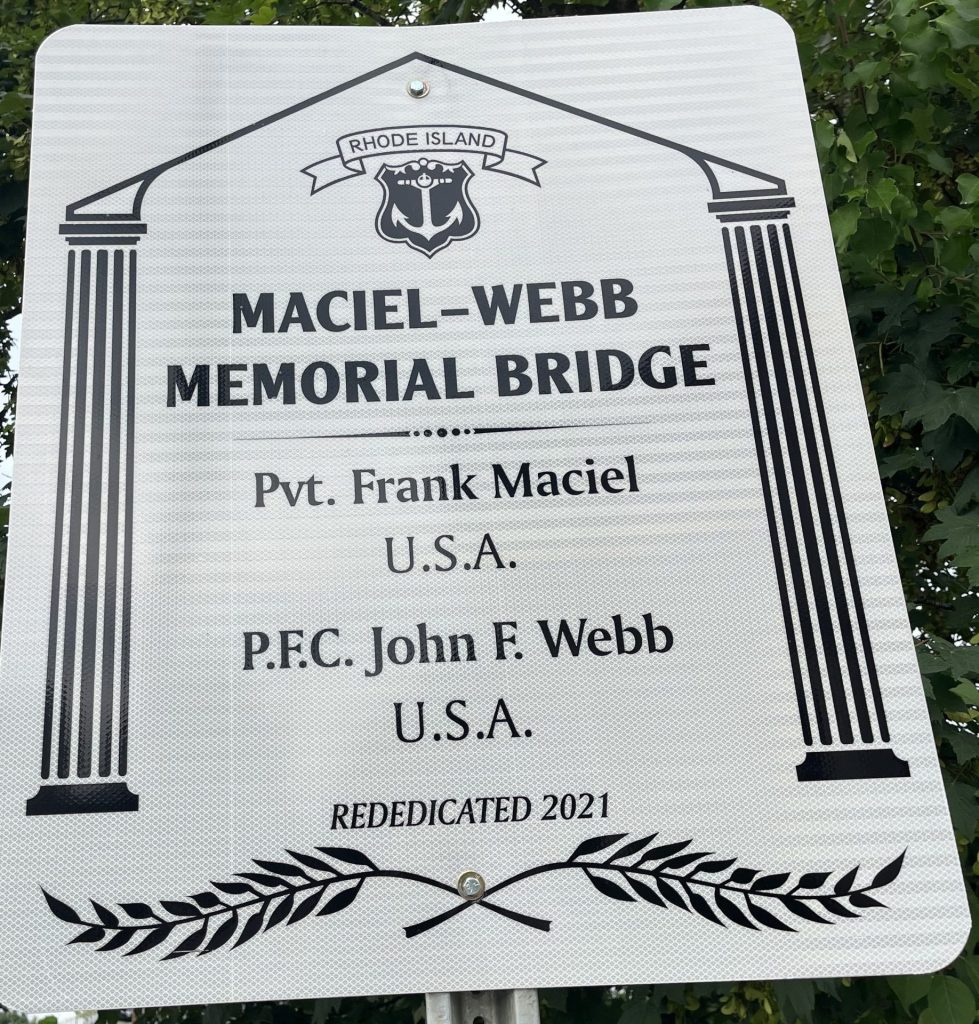 RHODE ISLAND
MACIEL–WEBB
MEMORIAL BRIDGE
Pvt. Frank Maciel
U.S.A.
P.F.C. John F. Webb
U.S.A.
REDEDICATED 2021